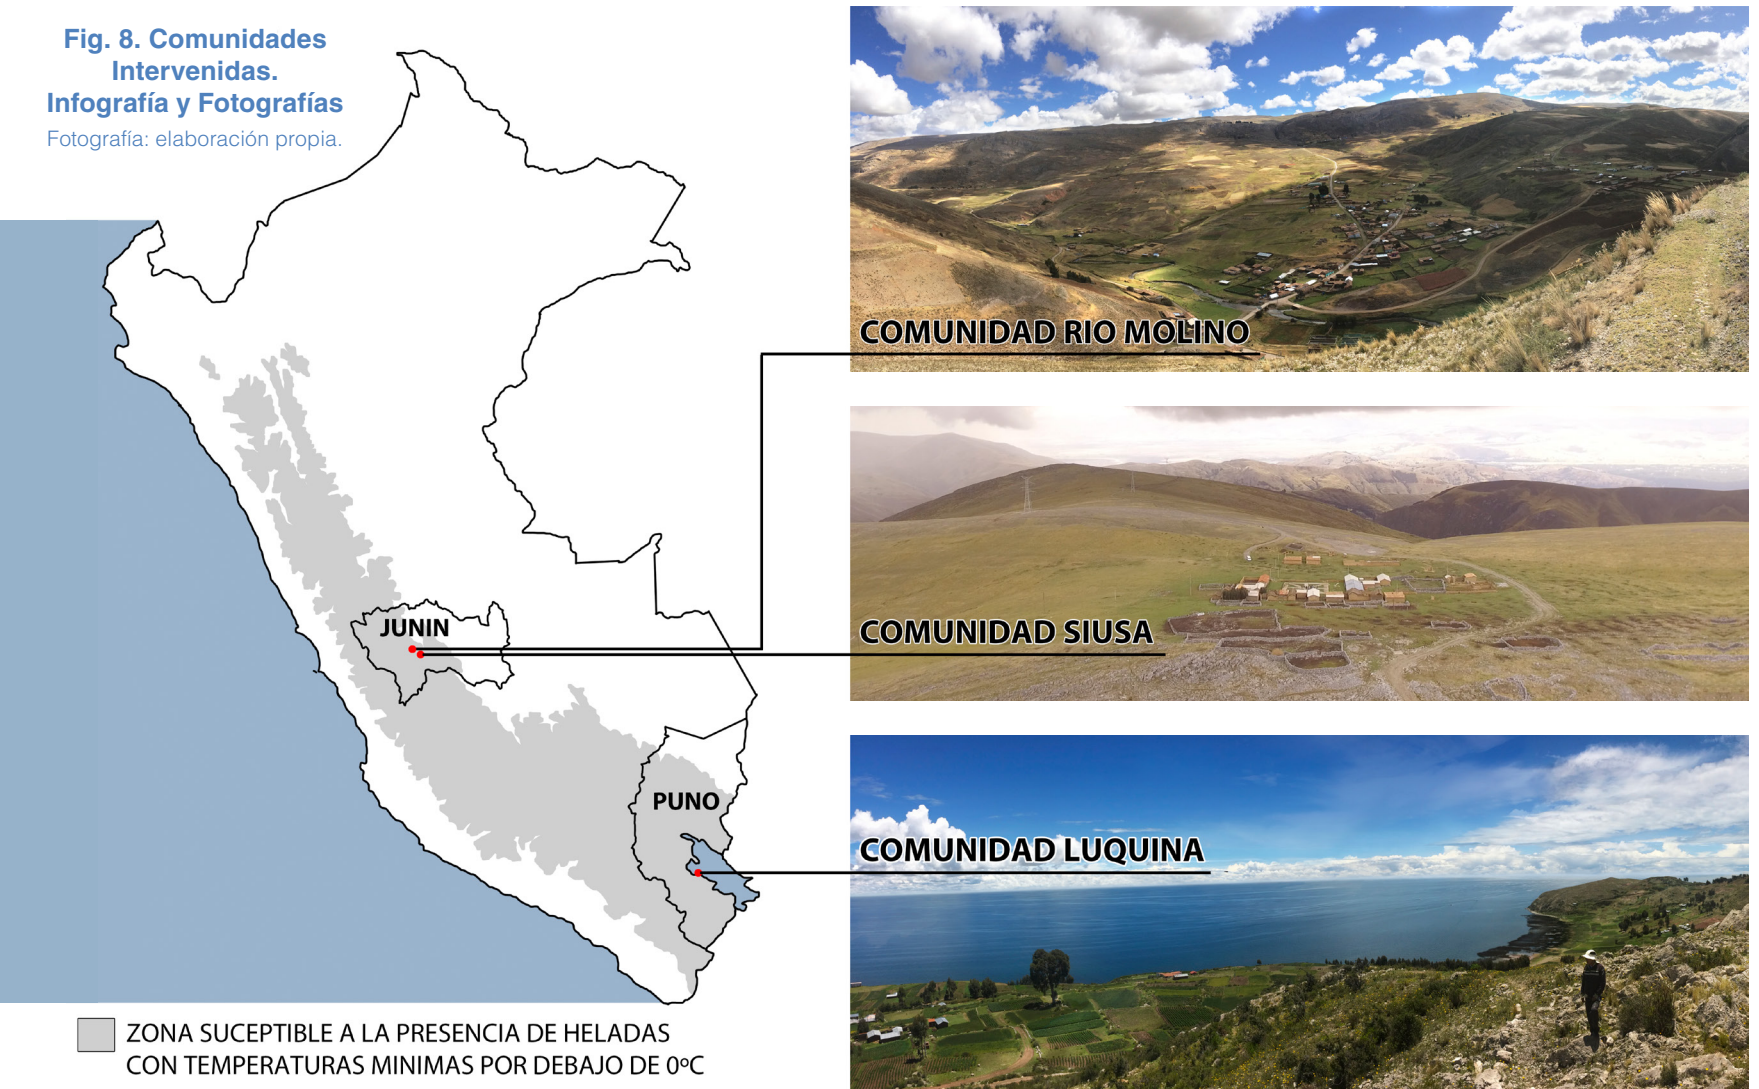 Fig. 8. Comunidades
Intervenidas.
Infografía y Fotografías
Fotografía: elaboración propia.
COMUNIDAD RIO MOLINO
JUNIN
COMUNIDAD SIUSA
PUNO
COMUNIDAD LUQUINA
ZONA SUCEPTIBLE A LA PRESENCIA DE HELADAS
CON TEMPERATURAS MINIMAS POR DEBAJO DE 0ºC